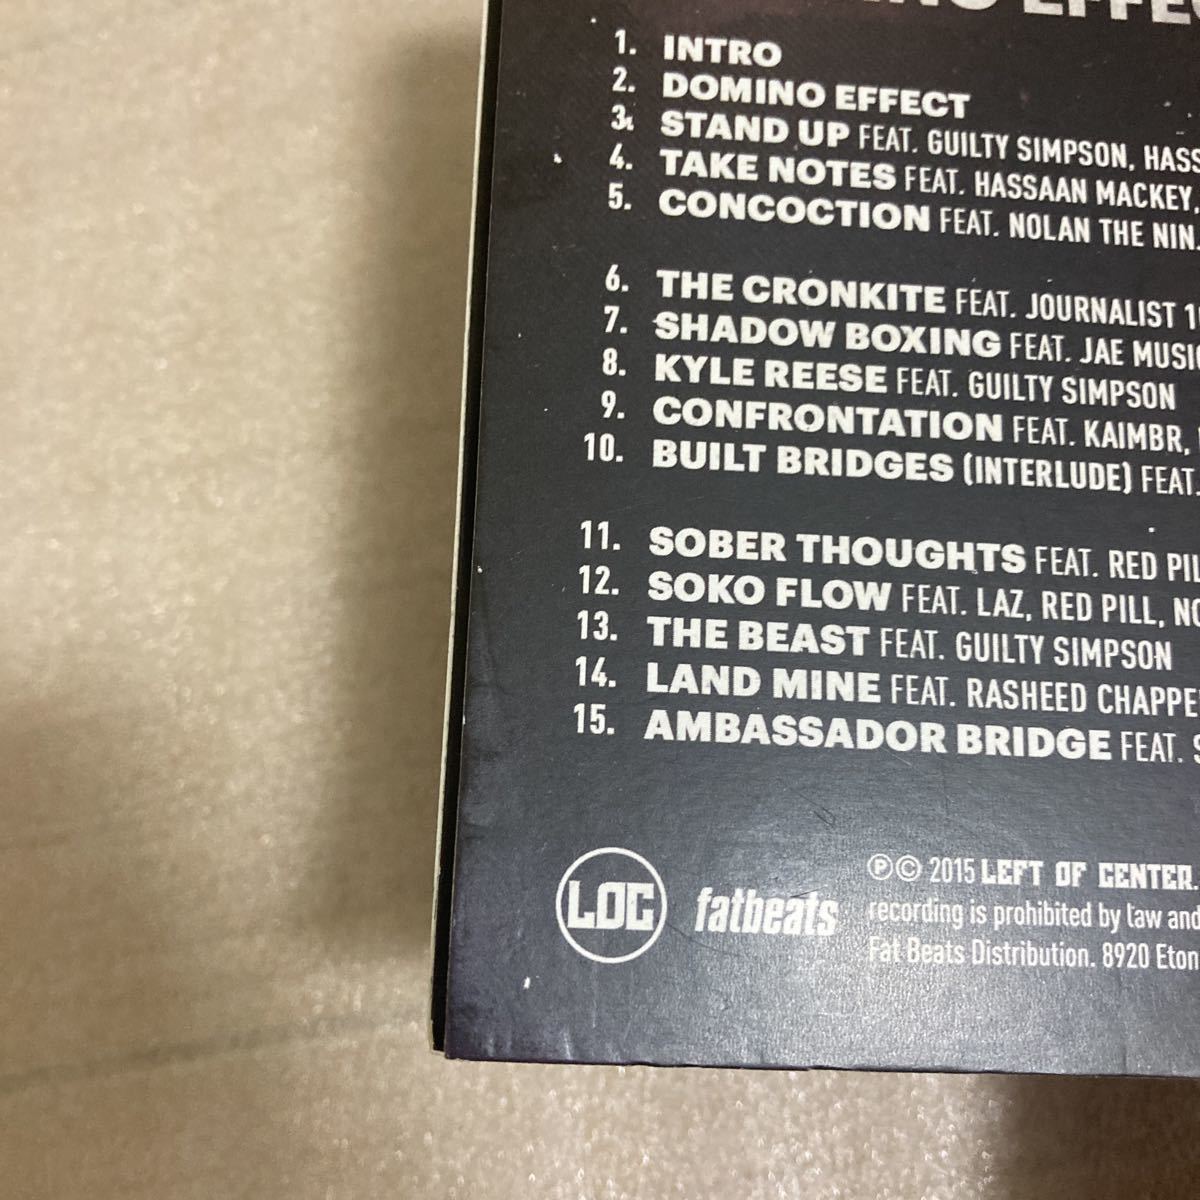 EFFEC
1. INTRO
2. DOMINO EFFECT
3. STAND UP FEAT. GUILTY SIMPSON, HASS
4. TAKE NOTES FEAT. HASSAAN MACKEY,
5. CONCOCTION FEAT. NOLAN THE NIN
6. THE CRONKITE FEAT. JOURNALIST 1
7. SHADOW BOXING FEAT. JAE MUSIC
8. KYLE REESE FEAT. GUILTY SIMPSON
9. CONFRONTATION FEAT. KAIMBR,
10. BUILT BRIDGES (INTERLUDE) FEAT.
11. SOBER THOUGHTS FEAT. RED PIL
12. SOKO FLOW FEAT. LAZ, RED PILL, NO
13. THE BEAST FEAT. GUILTY SIMPSON
14. LAND MINE FEAT. RASHEED CHAPPE
15. AMBASSADOR BRIDGE FEAT. S
LOC fatbeats
℗© 2015 LEFT OF CENTER.
recording is prohibited by law and
Fat Beats Distribution. 8920 Eton